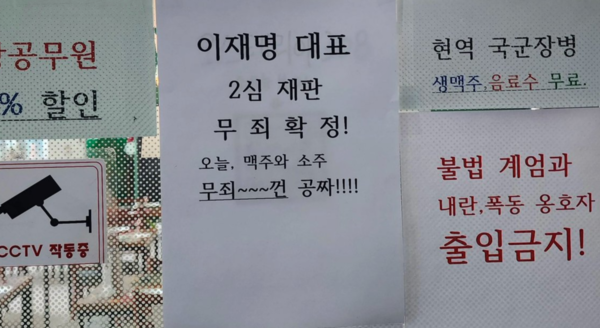 공무원
% 할인
CCTV 작동중
이재명 대표
2심 재판
무 죄 확 정!
오늘, 맥주와 소주
무죄~~~껀 공짜!!!!
현역 국군장병
생맥주,음료수 무료.
불법 계엄과
내란,폭동 옹호자
출입금지!